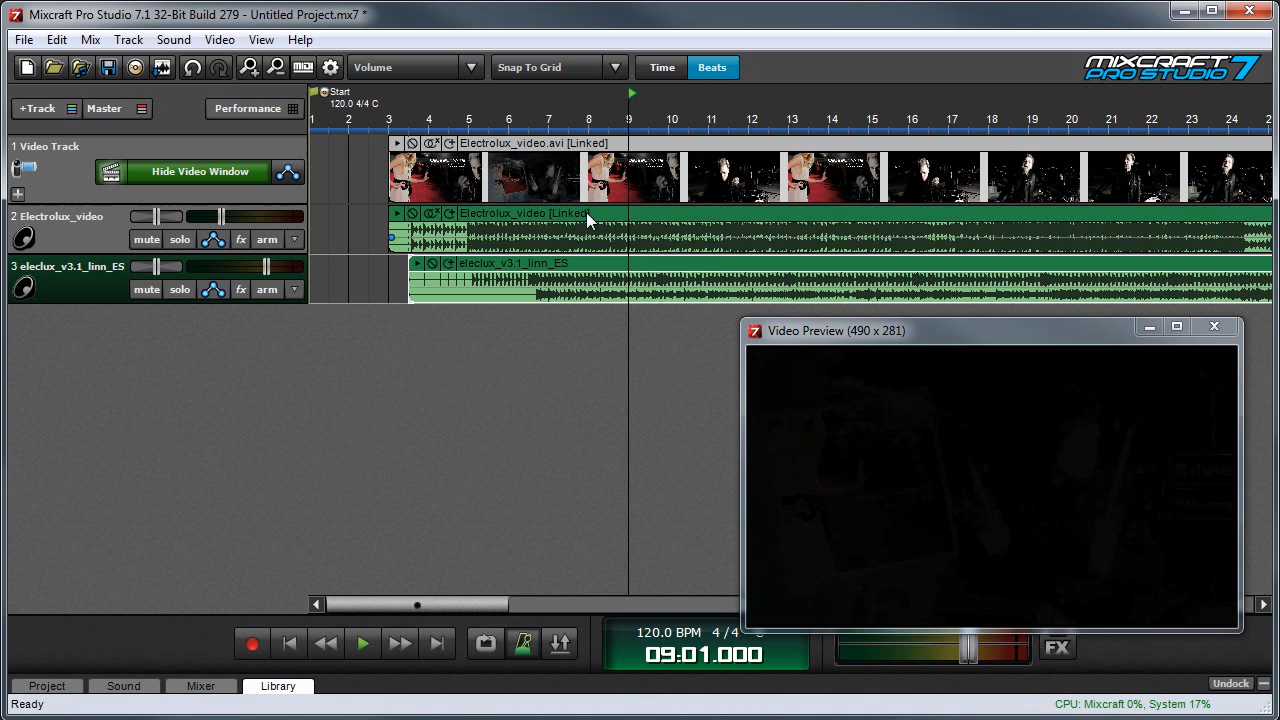 Mixcraft Pro Studio 7.1 32-Bit Build 279 - Untitled Project.mx7 *
File Edit Mix Track Sound Video View Help
Volume Snap To Grid Time Beats MIXCRAFT PRO STUDIO 7
+Track Master Performance
Start
120.0 4/4 C
1 2 3 4 5 6 7 8 9 10 11 12 13 14 15 16 17 18 19 20 21 22 23 24 2
1 Video Track
Electrolux_video.avi [Linked]
Hide Video Window
2 Electrolux_video
Electrolux_video [Linked]
mute solo fx arm
3 eleclux_v3.1_linn_ES
eleclux_v3.1_linn_ES
mute solo fx arm
7 Video Preview (490 x 281)
120.0 BPM 4 / 4 C
09:01.000
FX
Project Sound Mixer Library Undock
Ready CPU: Mixcraft 0%, System 17%